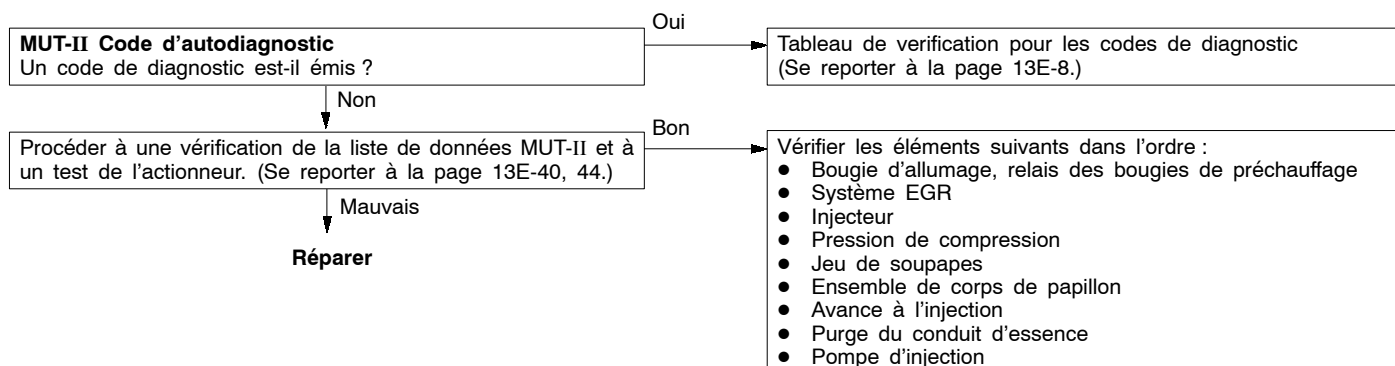 MUT-II Code d'autodiagnostic
Un code de diagnostic est-il émis ?
Oui
Tableau de verification pour les codes de diagnostic
(Se reporter à la page 13E-8.)
Non
Procéder à une vérification de la liste de données MUT-II et à
un test de l'actionneur. (Se reporter à la page 13E-40, 44.)
Bon
Vérifier les éléments suivants dans l'ordre :
● Bougie d'allumage, relais des bougies de préchauffage
● Système EGR
● Injecteur
● Pression de compression
● Jeu de soupapes
● Ensemble de corps de papillon
● Avance à l'injection
● Purge du conduit d'essence
● Pompe d'injection
Mauvais
Réparer